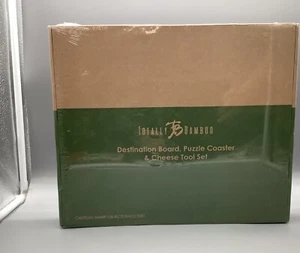 TOTALLY BAMBOO
Destination Board, Puzzle Coaster
& Cheese Tool Set